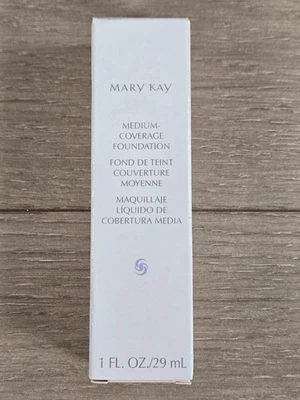 MARY KAY
MEDIUM-
COVERAGE
FOUNDATION
FOND DE TEINT
COUVERTURE
MOYENNE
MAQUILLAJE
LÍQUIDO DE
COBERTURA MEDIA
1 FL. OZ./29 mL